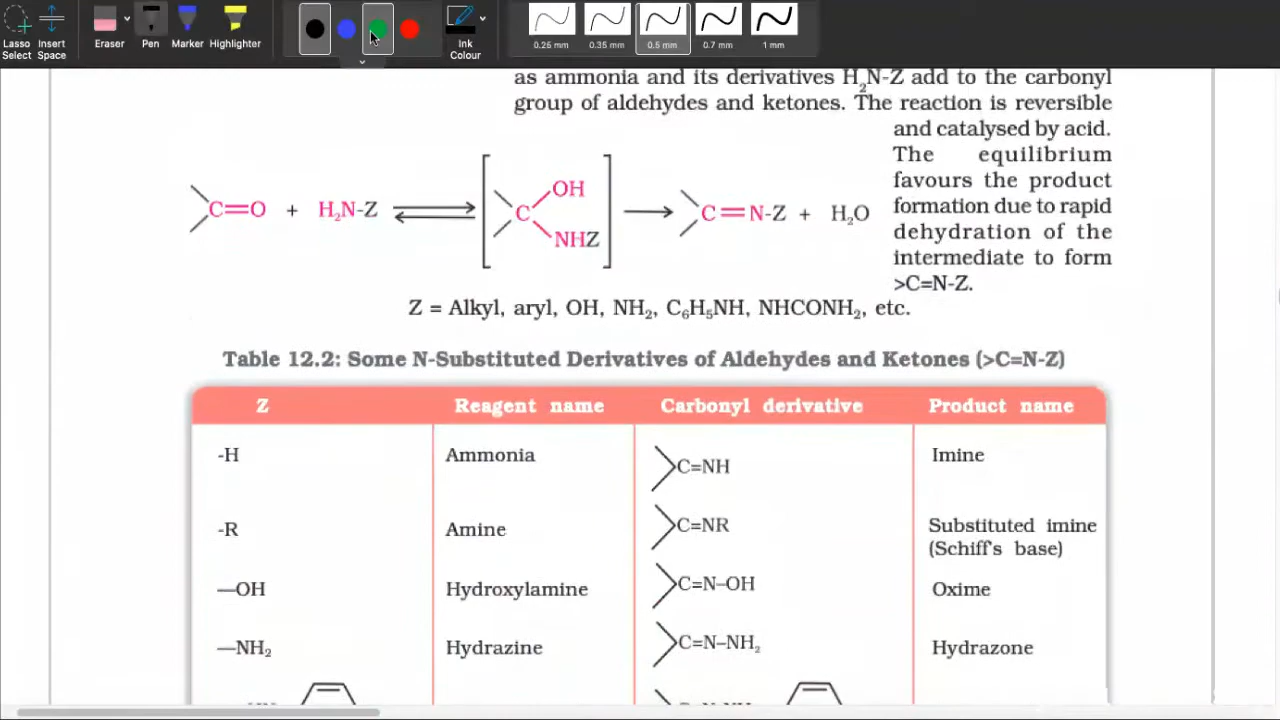 Lasso Select
Insert Space
Eraser
Pen
Marker
Highlighter
Ink Colour
0.25 mm
0.35 mm
0.5 mm
0.7 mm
1 mm
as ammonia and its derivatives H₂N-Z add to the carbonyl
group of aldehydes and ketones. The reaction is reversible
and catalysed by acid.
The equilibrium
favours the product
formation due to rapid
dehydration of the
intermediate to form
>C=N-Z.
C=O + H₂N-Z ⇌ [ C OH NHZ ] → C=N-Z + H₂O
Z = Alkyl, aryl, OH, NH₂, C₆H₅NH, NHCONH₂, etc.
Table 12.2: Some N-Substituted Derivatives of Aldehydes and Ketones (>C=N-Z)
Z Reagent name Carbonyl derivative Product name
-H Ammonia >C=NH Imine
-R Amine >C=NR Substituted imine (Schiff's base)
—OH Hydroxylamine >C=N–OH Oxime
—NH₂ Hydrazine >C=N–NH₂ Hydrazone